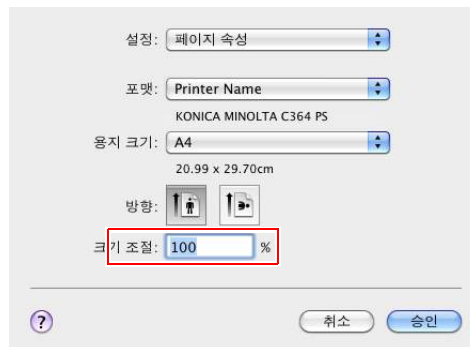 설정: 페이지 속성
포맷: Printer Name
KONICA MINOLTA C364 PS
용지 크기: A4
20.99 x 29.70cm
방향:
크기 조절: 100 %
? 취소 승인